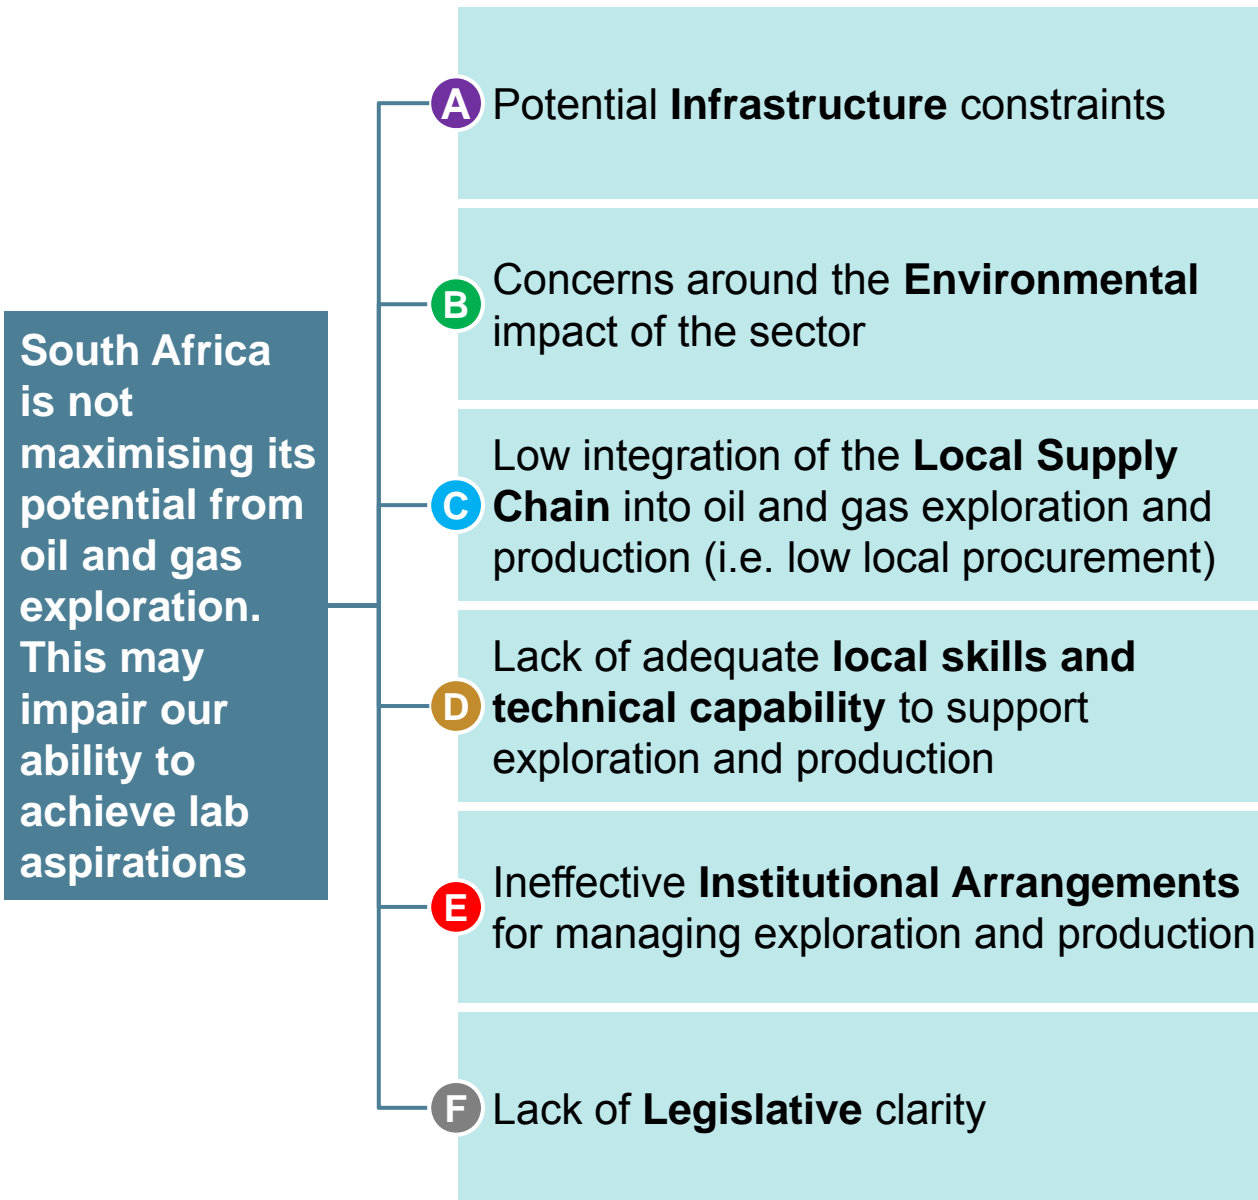 South Africa
is not
maximising its
potential from
oil and gas
exploration.
This may
impair our
ability to
achieve lab
aspirations
A Potential Infrastructure constraints
B Concerns around the Environmental
impact of the sector
C Low integration of the Local Supply
Chain into oil and gas exploration and
production (i.e. low local procurement)
D Lack of adequate local skills and
technical capability to support
exploration and production
E Ineffective Institutional Arrangements
for managing exploration and production
F Lack of Legislative clarity